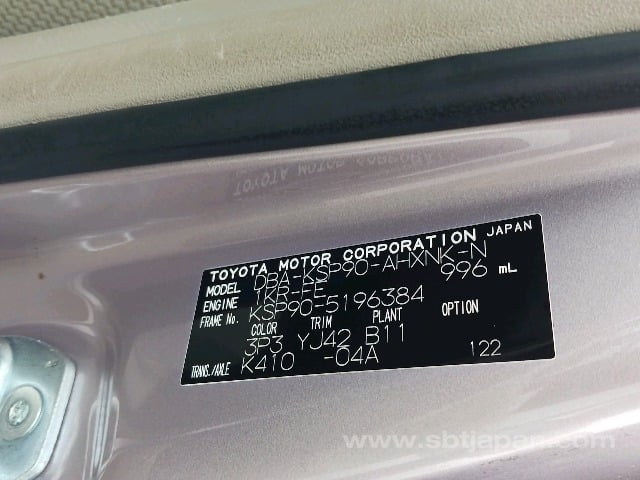 TOYOTA MOTOR CORPORATION JAPAN
MODEL DBA-KSP90-AHXNK-N
ENGINE 1KR-FE 996 mL
FRAME No. KSP90-5196384
COLOR TRIM PLANT OPTION
3P3 YJ42 B11
TRANS./AXLE K410 -04A 122
www.sbtjapan.com